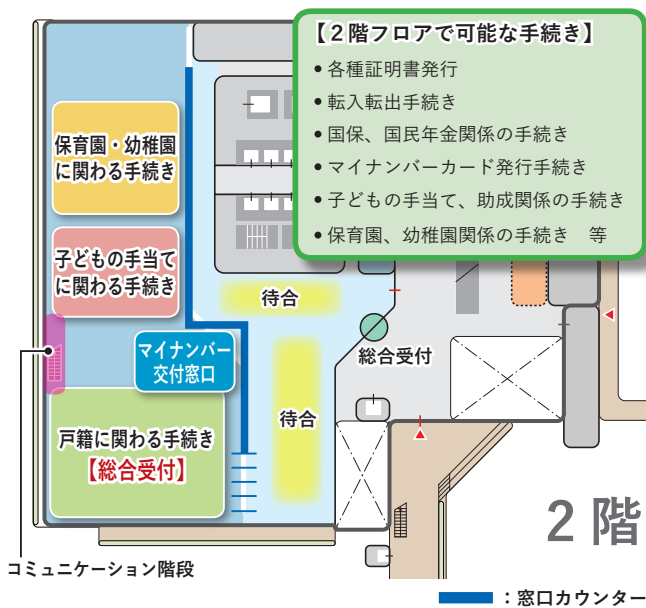 【２階フロアで可能な手続き】
• 各種証明書発行
• 転入転出手続き
• 国保、国民年金関係の手続き
• マイナンバーカード発行手続き
• 子どもの手当て、助成関係の手続き
• 保育園、幼稚園関係の手続き　等
保育園・幼稚園
に関わる手続き
子どもの手当て
に関わる手続き
待合
マイナンバー
交付窓口
総合受付
戸籍に関わる手続き
【総合受付】
待合
２階
コミュニケーション階段
：窓口カウンター